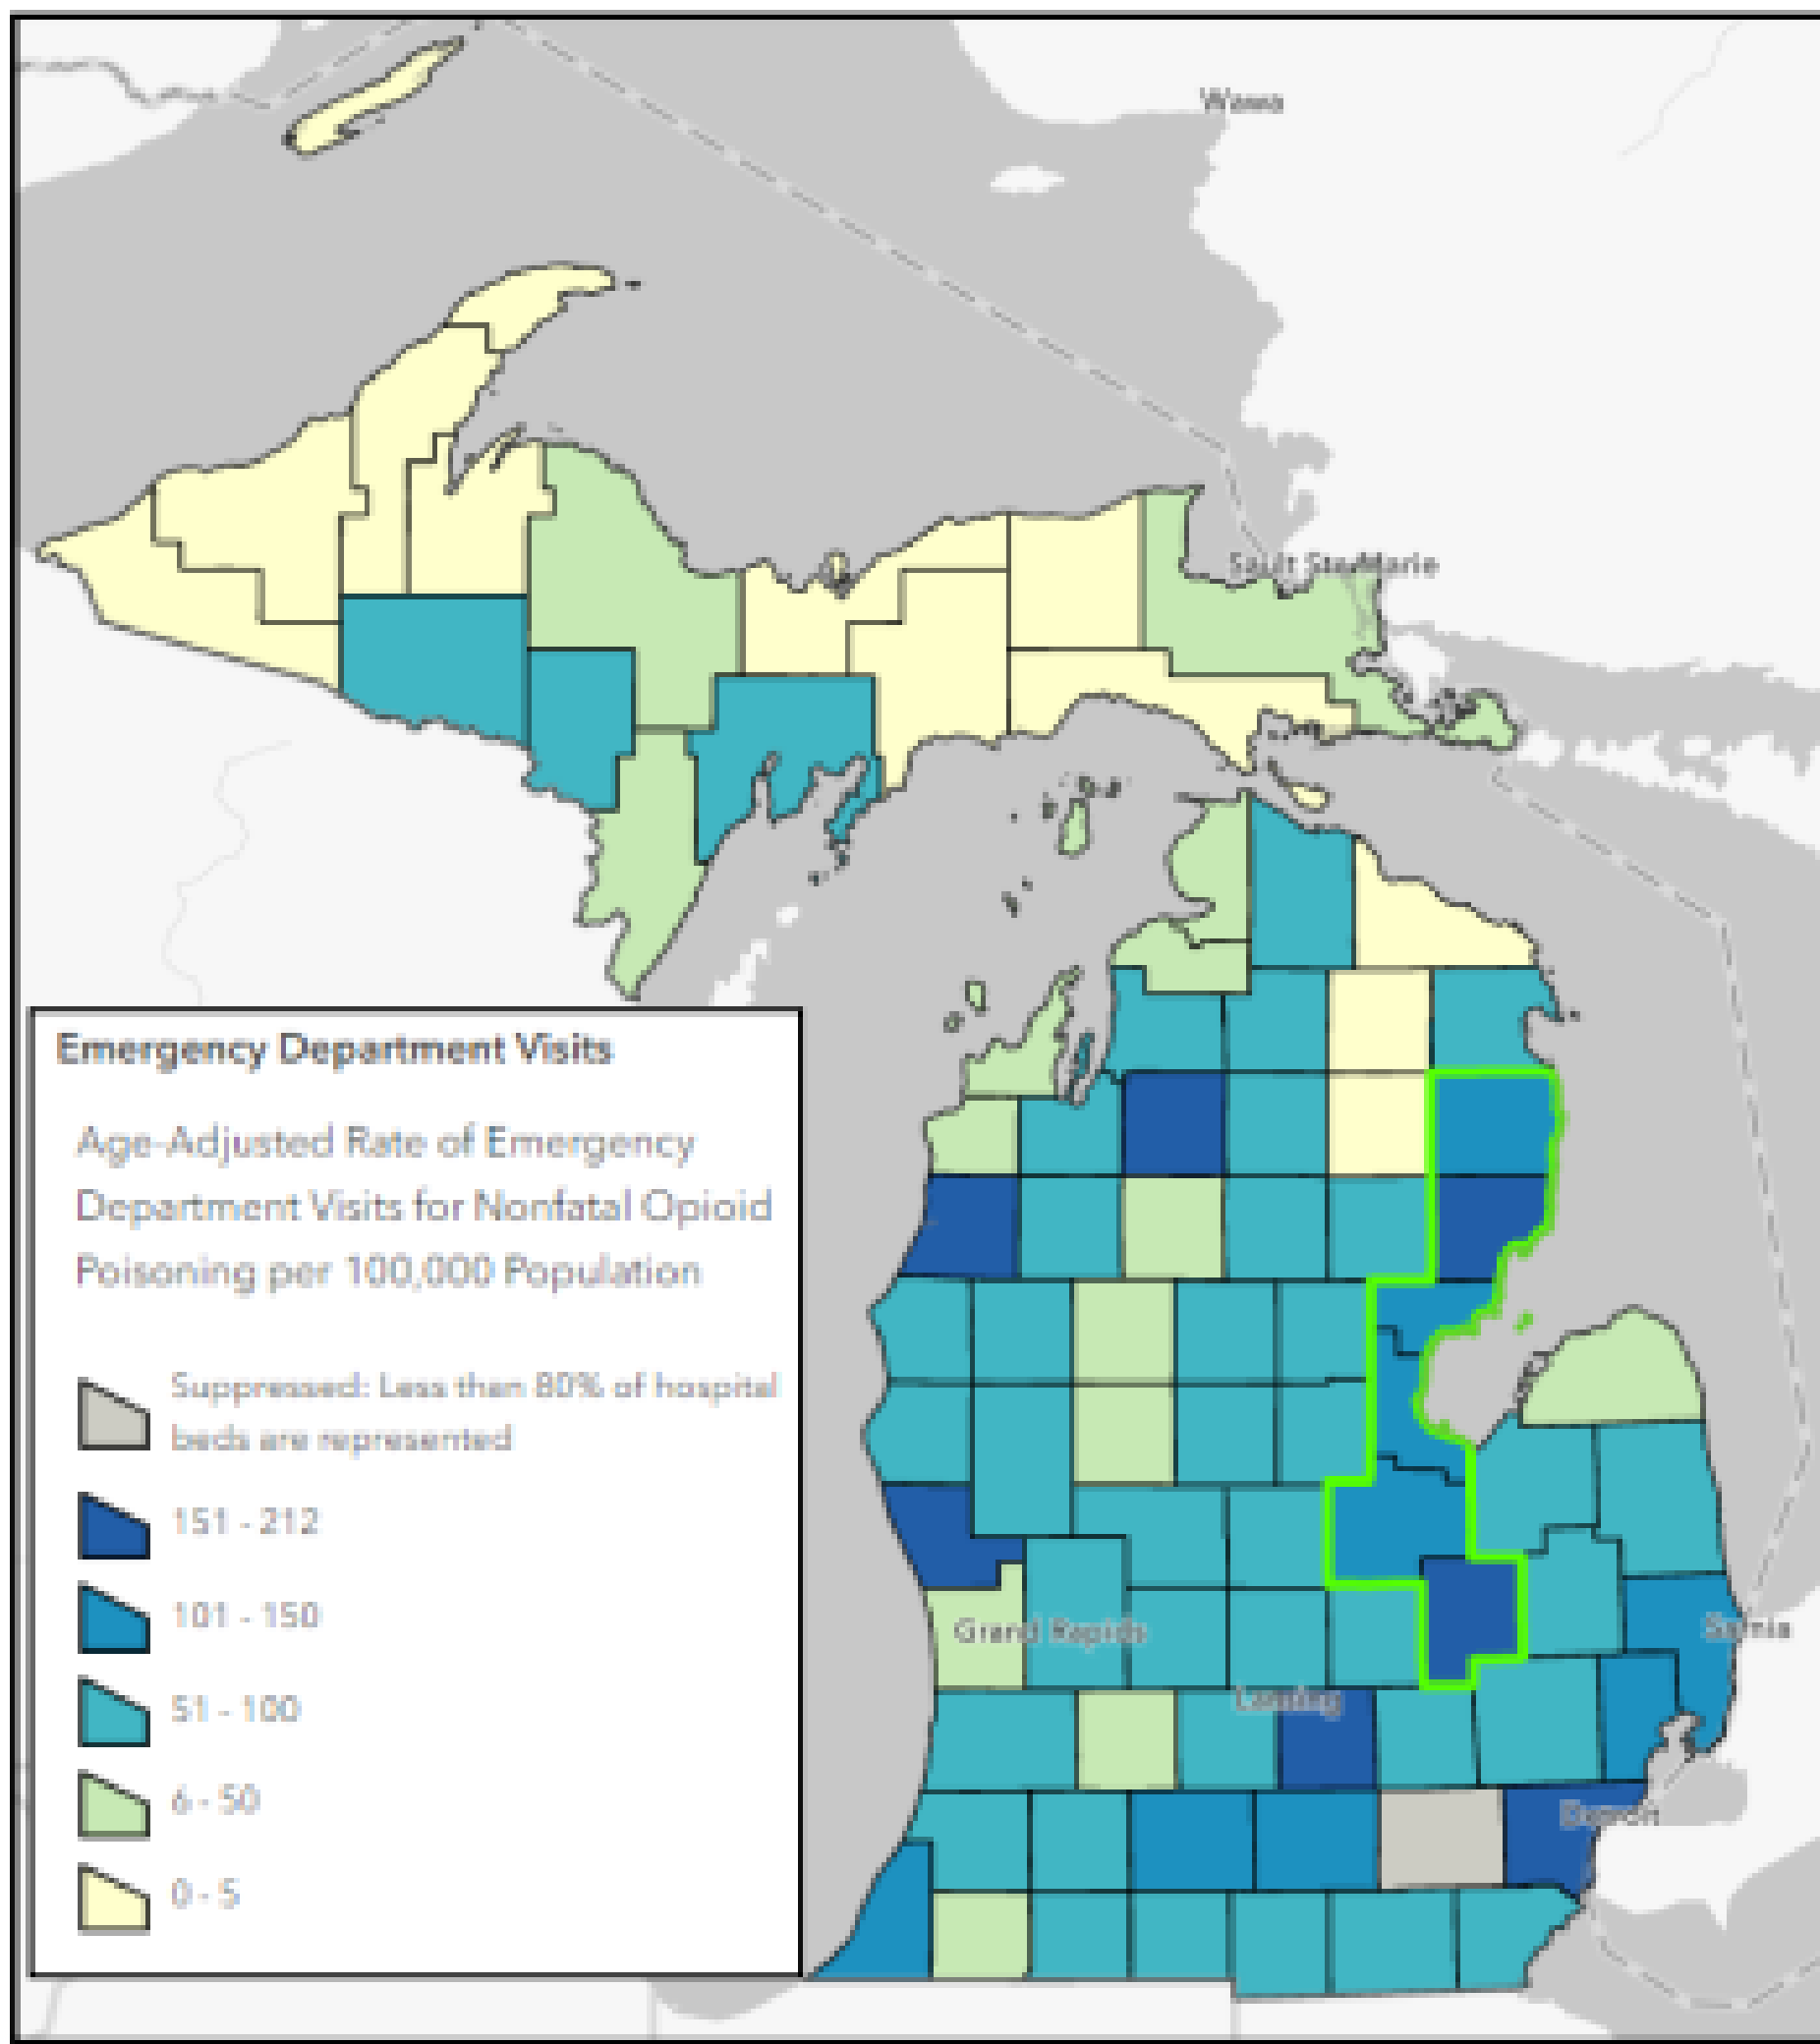 Wawa
Sault Ste Marie
Emergency Department Visits
Age-Adjusted Rate of Emergency
Department Visits for Nonfatal Opioid
Poisoning per 100,000 Population
Suppressed: Less than 80% of hospital
beds are represented
151 - 212
101 - 150
51 - 100
6 - 50
0 - 5
Grand Rapids
Sarnia
Lansing
Detroit